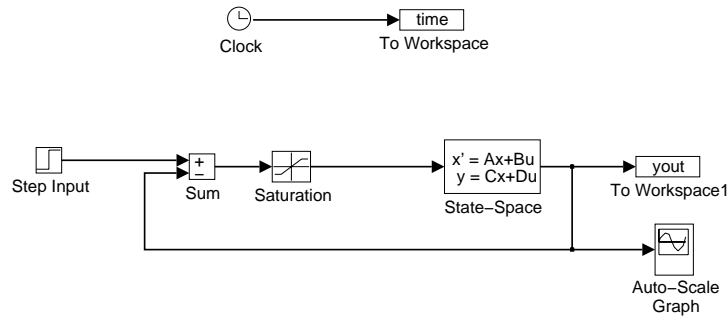 time
Clock
To Workspace
Step Input
+
−
Sum
Saturation
x' = Ax+Bu
y = Cx+Du
State−Space
yout
To Workspace1
Auto−Scale
Graph